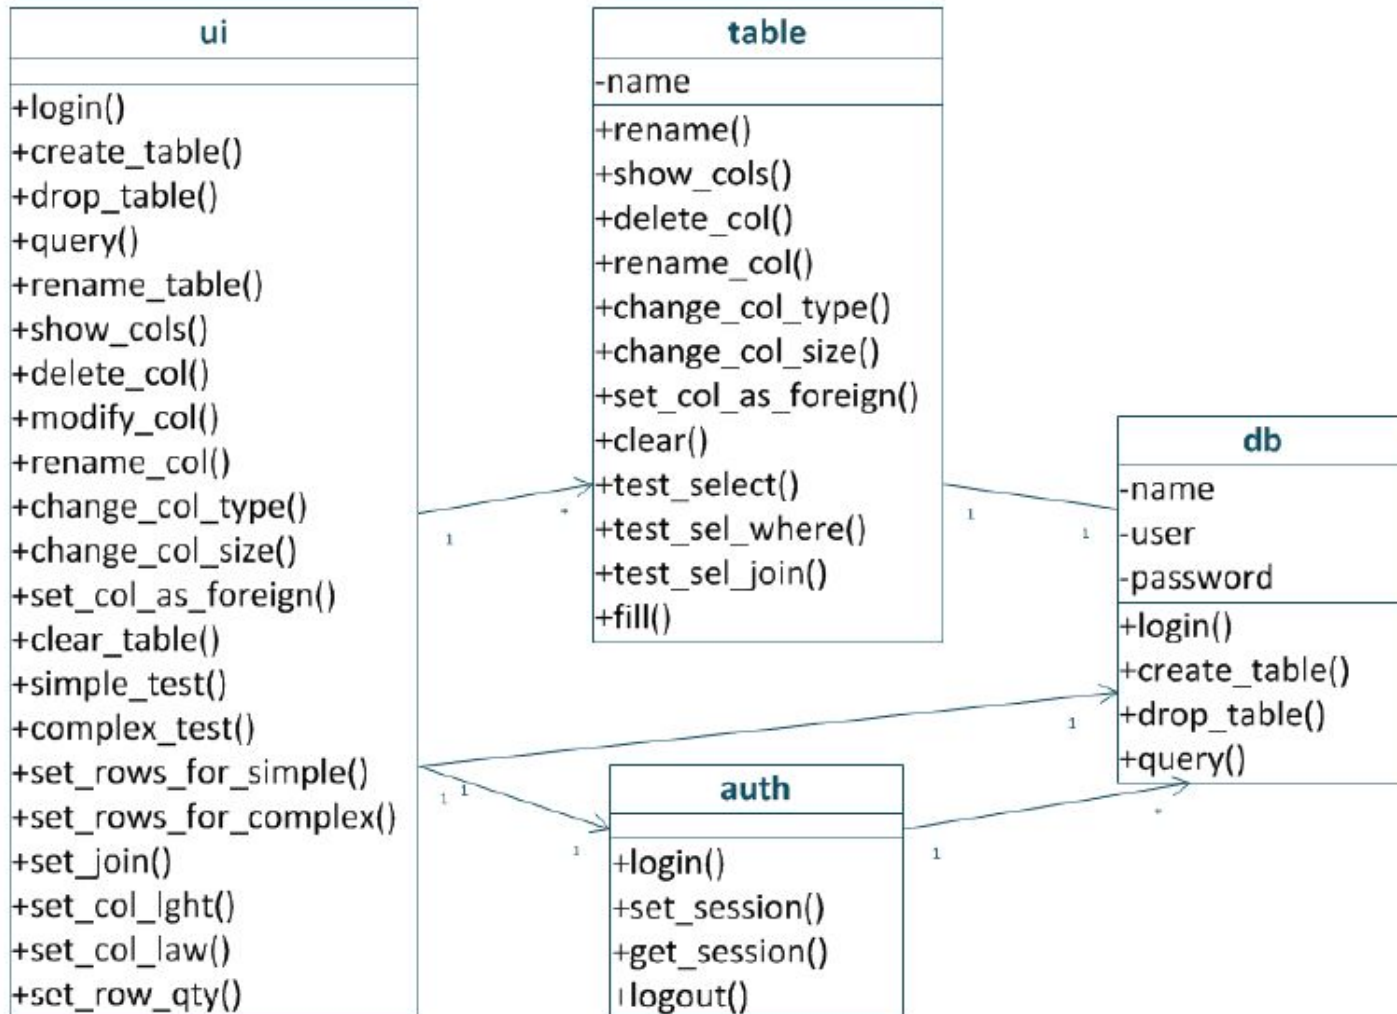 ui
+login()
+create_table()
+drop_table()
+query()
+rename_table()
+show_cols()
+delete_col()
+modify_col()
+rename_col()
+change_col_type()
+change_col_size()
+set_col_as_foreign()
+clear_table()
+simple_test()
+complex_test()
+set_rows_for_simple()
+set_rows_for_complex()
+set_join()
+set_col_lght()
+set_col_law()
+set_row_qty()
table
-name
+rename()
+show_cols()
+delete_col()
+rename_col()
+change_col_type()
+change_col_size()
+set_col_as_foreign()
+clear()
+test_select()
+test_sel_where()
+test_sel_join()
+fill()
db
-name
-user
-password
+login()
+create_table()
+drop_table()
+query()
auth
+login()
+set_session()
+get_session()
+logout()
1
*
1
1
1
1
1
1
1
*